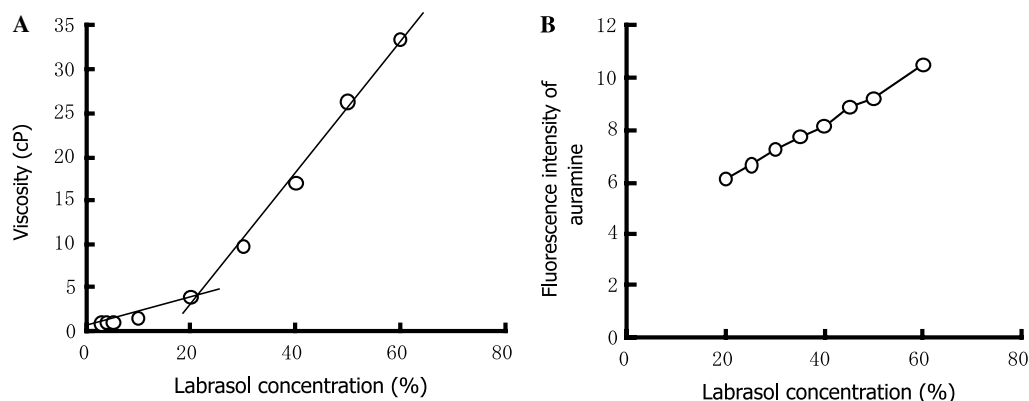 A
35
30
25
20
15
10
5
0
0 20 40 60 80
Viscosity (cP)
Labrasol concentration (%)
B
12
10
8
6
4
2
0
0 20 40 60 80
Fluorescence intensity of
auramine
Labrasol concentration (%)